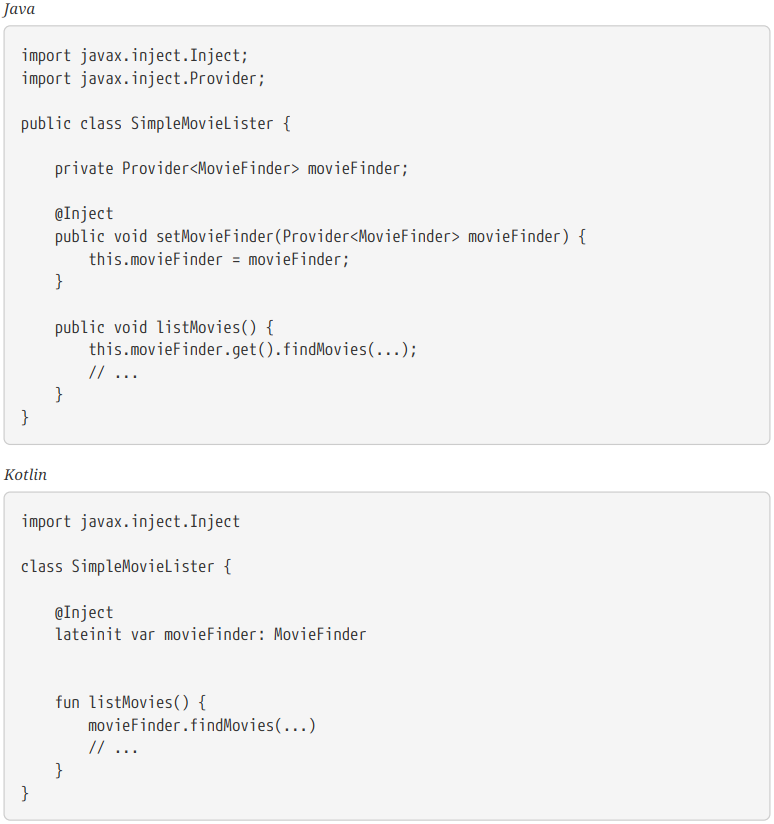 Java
import javax.inject.Inject;
import javax.inject.Provider;
public class SimpleMovieLister {
private Provider<MovieFinder> movieFinder;
@Inject
public void setMovieFinder(Provider<MovieFinder> movieFinder) {
this.movieFinder = movieFinder;
}
public void listMovies() {
this.movieFinder.get().findMovies(...);
// ...
}
}
Kotlin
import javax.inject.Inject
class SimpleMovieLister {
@Inject
lateinit var movieFinder: MovieFinder
fun listMovies() {
movieFinder.findMovies(...)
// ...
}
}